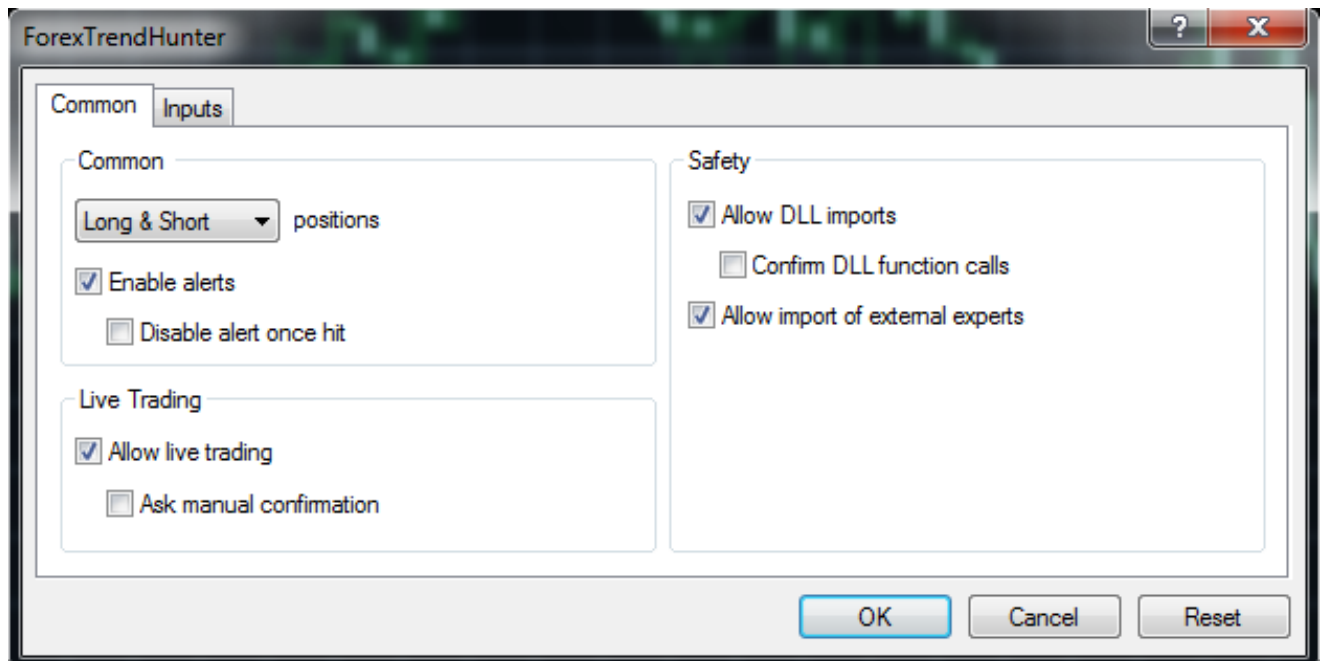 ForexTrendHunter
?
X
Common
Inputs
Common
Long & Short
positions
Enable alerts
Disable alert once hit
Live Trading
Allow live trading
Ask manual confirmation
Safety
Allow DLL imports
Confirm DLL function calls
Allow import of external experts
OK
Cancel
Reset